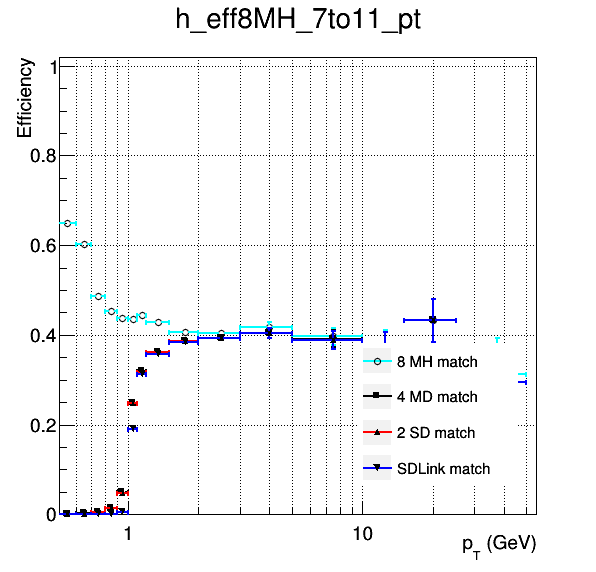 h_eff8MH_7to11_pt
Efficiency
1
0.8
0.6
0.4
0.2
0
8 MH match
4 MD match
2 SD match
SDLink match
1
10
pT (GeV)